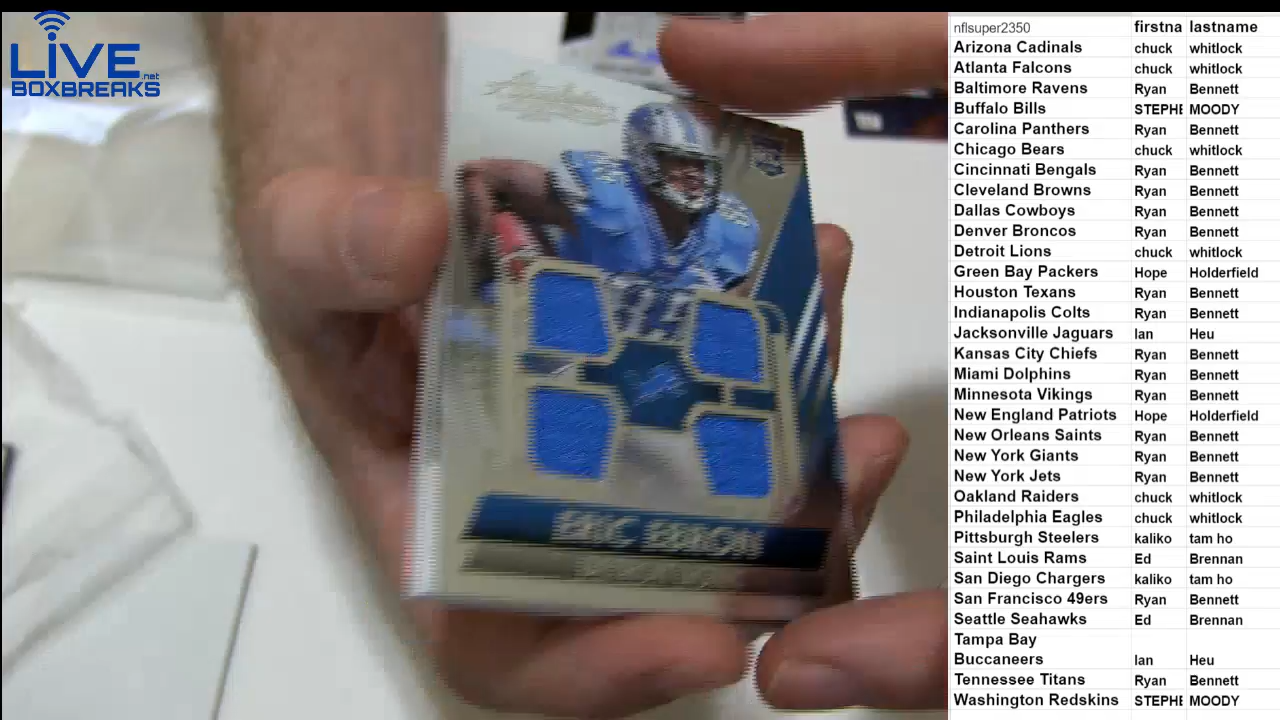 LIVE
.net
BOXBREAKS
nflsuper2350 firstna lastname
Arizona Cadinals chuck whitlock
Atlanta Falcons chuck whitlock
Baltimore Ravens Ryan Bennett
Buffalo Bills STEPHE MOODY
Carolina Panthers Ryan Bennett
Chicago Bears chuck whitlock
Cincinnati Bengals Ryan Bennett
Cleveland Browns Ryan Bennett
Dallas Cowboys Ryan Bennett
Denver Broncos Ryan Bennett
Detroit Lions chuck whitlock
Green Bay Packers Hope Holderfield
Houston Texans Ryan Bennett
Indianapolis Colts Ryan Bennett
Jacksonville Jaguars Ian Heu
Kansas City Chiefs Ryan Bennett
Miami Dolphins Ryan Bennett
Minnesota Vikings Ryan Bennett
New England Patriots Hope Holderfield
New Orleans Saints Ryan Bennett
New York Giants Ryan Bennett
New York Jets Ryan Bennett
Oakland Raiders chuck whitlock
Philadelphia Eagles chuck whitlock
Pittsburgh Steelers kaliko tam ho
Saint Louis Rams Ed Brennan
San Diego Chargers kaliko tam ho
San Francisco 49ers Ryan Bennett
Seattle Seahawks Ed Brennan
Tampa Bay
Buccaneers Ian Heu
Tennessee Titans Ryan Bennett
Washington Redskins STEPHE MOODY
85
ERIC EBRON